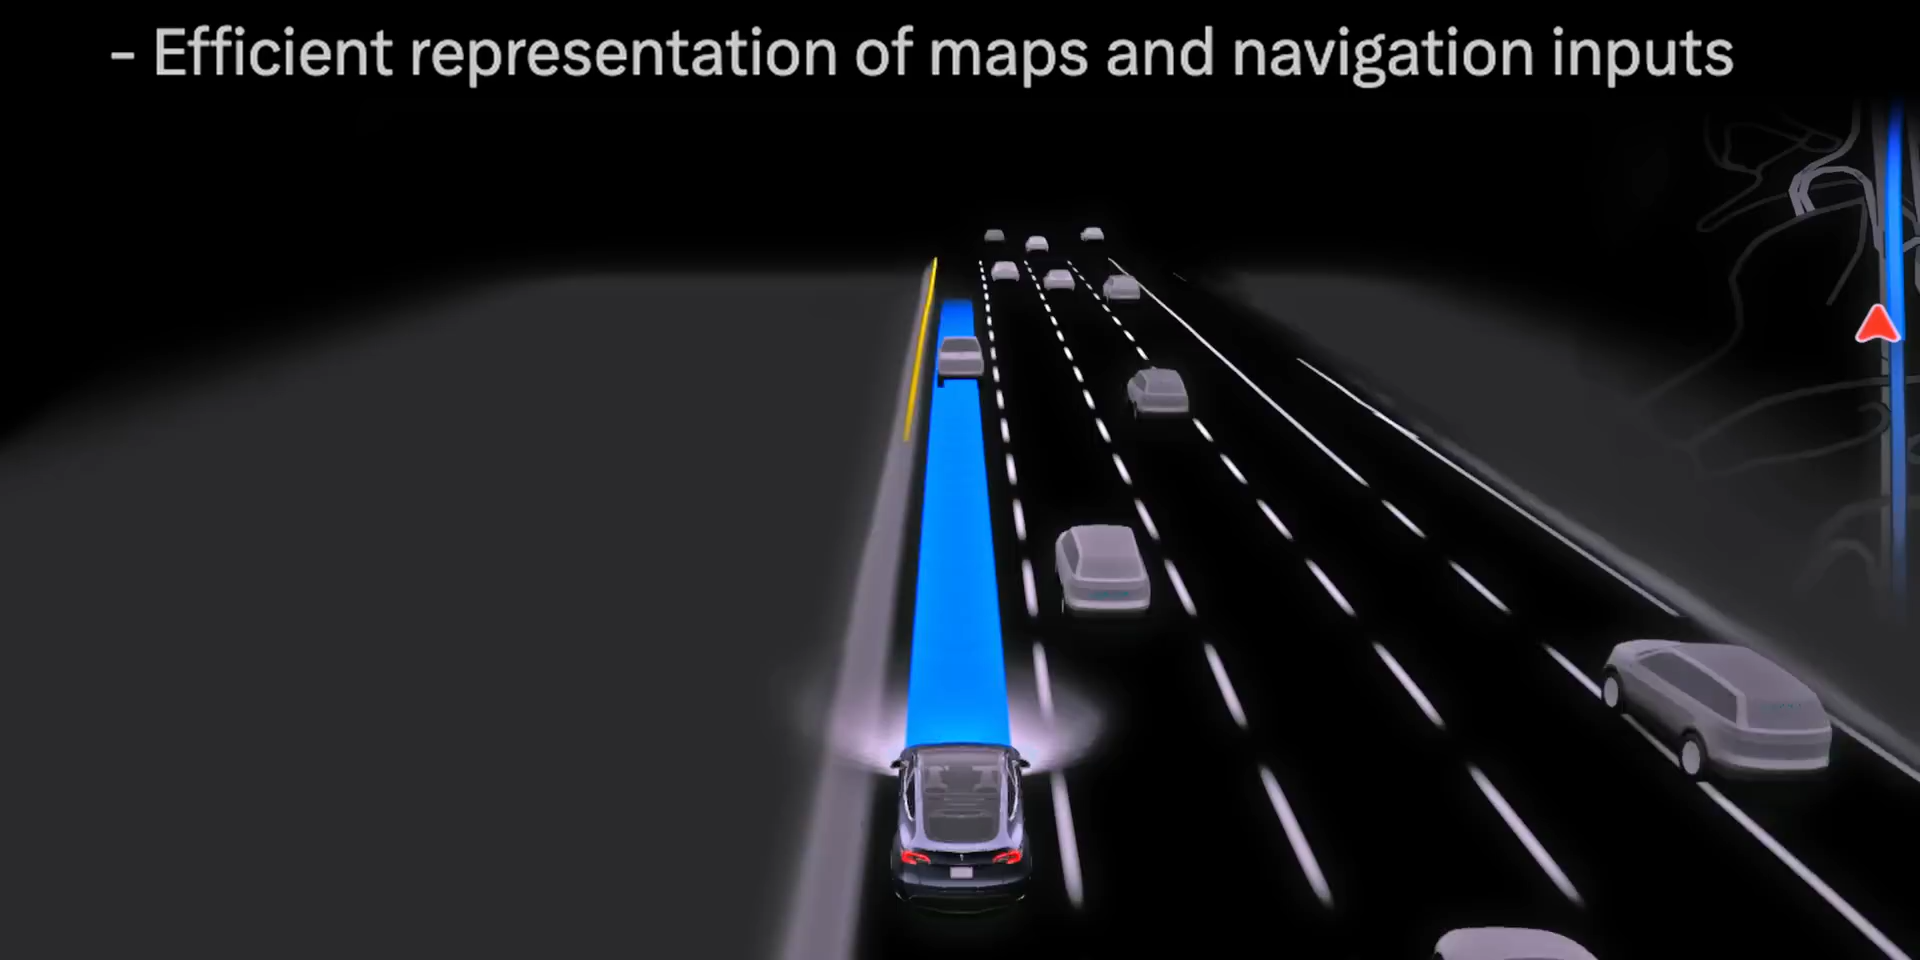 - Efficient representation of maps and navigation inputs